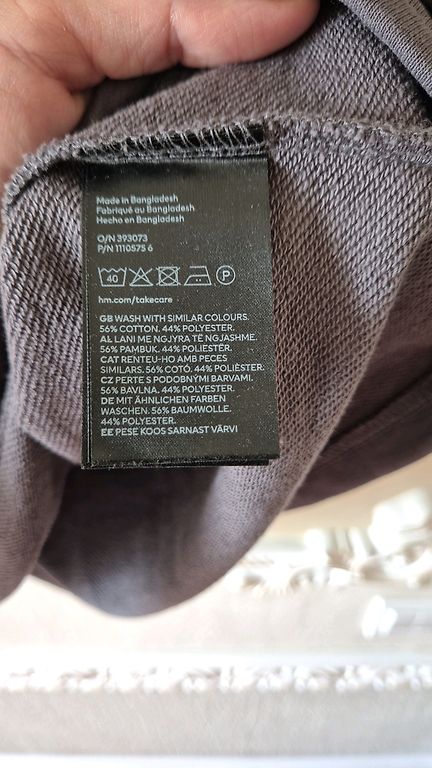 Made in Bangladesh
Fabriqué au Bangladesh
Hecho en Bangladesh
O/N 393073
P/N 1110575 6
40
P
hm.com/takecare
GB WASH WITH SIMILAR COLOURS.
56% COTTON. 44% POLYESTER.
AL LANI ME NGJYRA TË NGJASHME.
56% PAMBUK. 44% POLIESTËR.
CAT RENTEU-HO AMB PECES
SIMILARS. 56% COTÓ. 44% POLIÈSTER.
CZ PERTE S PODOBNÝMI BARVAMI.
56% BAVLNA. 44% POLYESTER.
DE MIT ÄHNLICHEN FARBEN
WASCHEN. 56% BAUMWOLLE.
44% POLYESTER.
EE PESE KOOS SARNAST VÄRVI